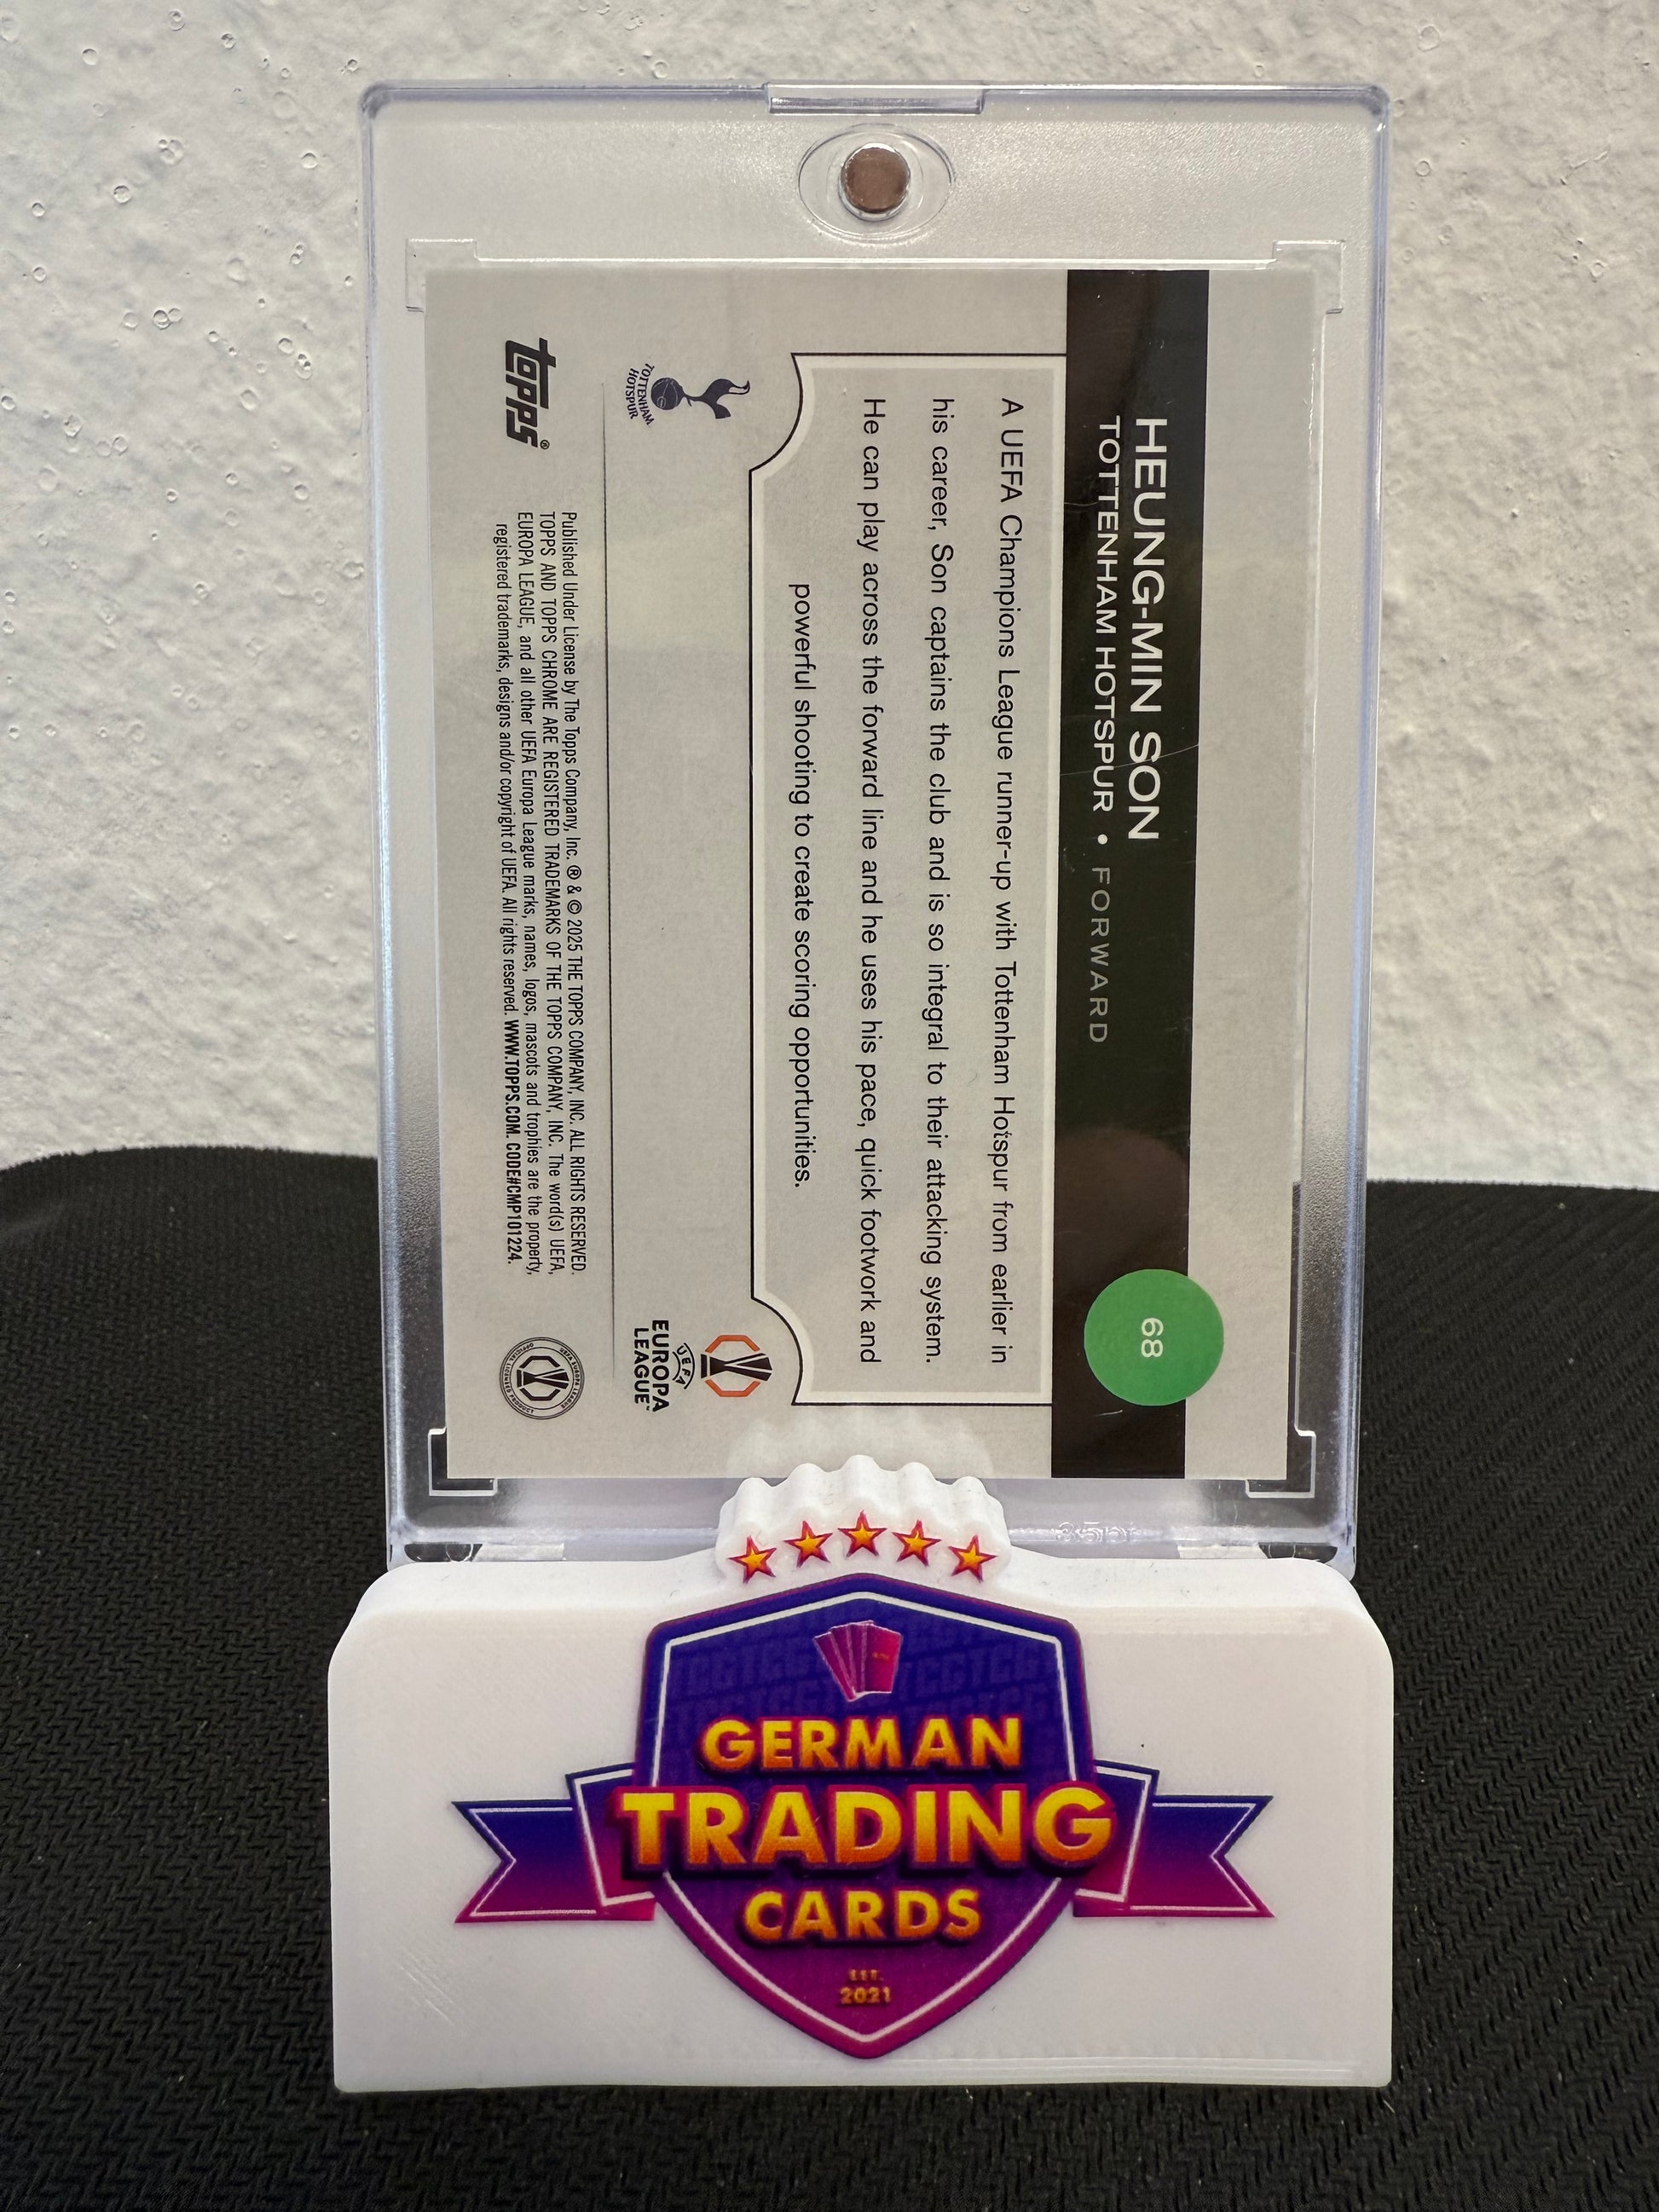 HEUNG-MIN SON
TOTTENHAM HOTSPUR • FORWARD
68
A UEFA Champions League runner-up with Tottenham Hotspur from earlier in
his career, Son captains the club and is so integral to their attacking system.
He can play across the forward line and he uses his pace, quick footwork and
powerful shooting to create scoring opportunities.
TOTTENHAM
HOTSPUR
UEFA
EUROPA
LEAGUE™
topps®
Published Under License by The Topps Company, Inc. ® & © 2025 THE TOPPS COMPANY, INC. ALL RIGHTS RESERVED.
TOPPS AND TOPPS CHROME ARE REGISTERED TRADEMARKS OF THE TOPPS COMPANY, INC. The word(s) UEFA,
EUROPA LEAGUE, and all other UEFA Europa League marks, names, logos, mascots and trophies are the property,
registered trademarks, designs and/or copyright of UEFA. All rights reserved. WWW.TOPPS.COM. CODE#CMP101224.
UEFA EUROPA LEAGUE
LICENSED PRODUCT
GERMAN
TRADING
CARDS
EST.
2021